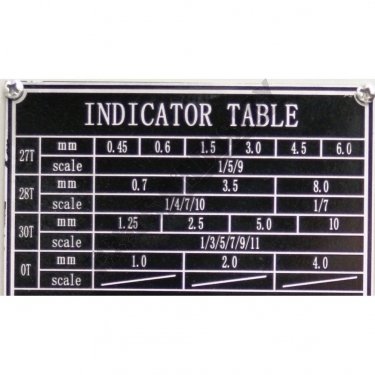 INDICATOR TABLE
27T mm 0.45 0.6 1.5 3.0 4.5 6.0
scale 1/5/9
28T mm 0.7 3.5 8.0
scale 1/4/7/10 1/7
30T mm 1.25 2.5 5.0 10
scale 1/3/5/7/9/11
0T mm 1.0 2.0 4.0
scale